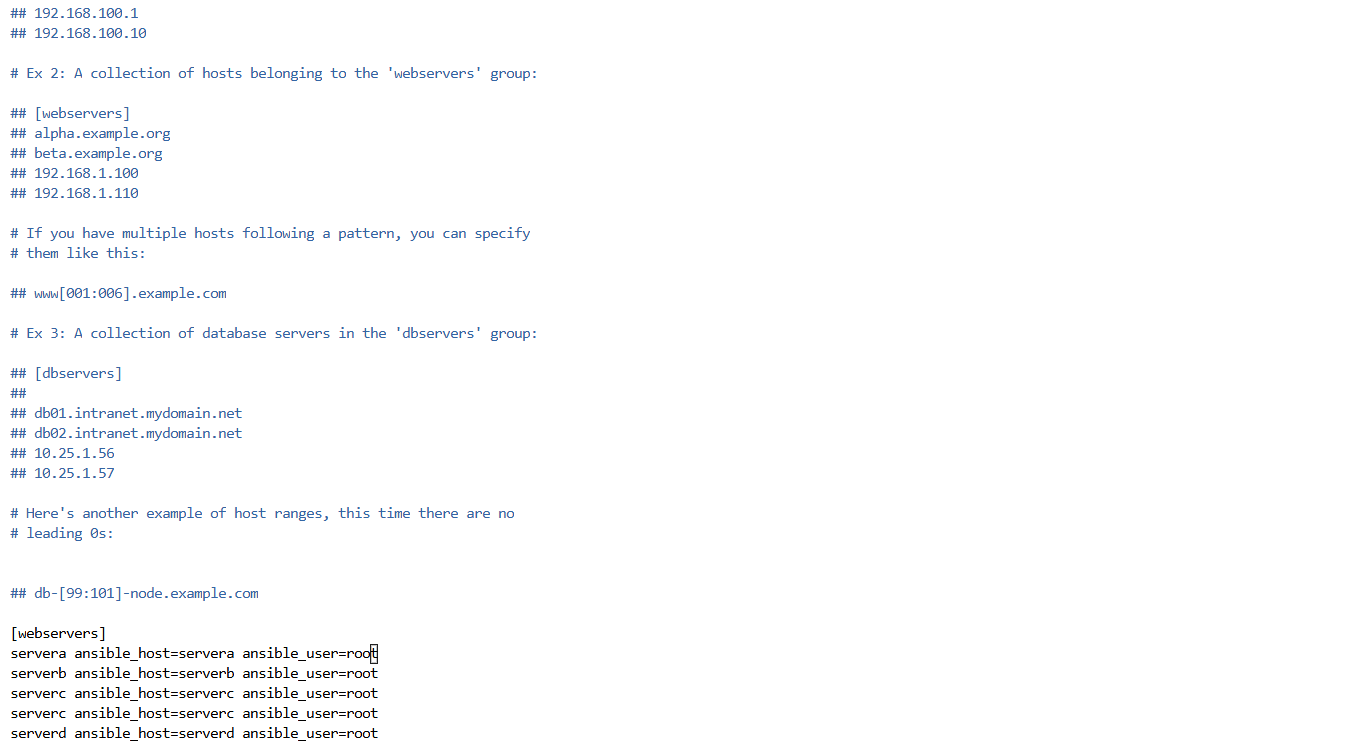 ## 192.168.100.1
## 192.168.100.10
# Ex 2: A collection of hosts belonging to the 'webservers' group:
## [webservers]
## alpha.example.org
## beta.example.org
## 192.168.1.100
## 192.168.1.110
# If you have multiple hosts following a pattern, you can specify
# them like this:
## www[001:006].example.com
# Ex 3: A collection of database servers in the 'dbservers' group:
## [dbservers]
##
## db01.intranet.mydomain.net
## db02.intranet.mydomain.net
## 10.25.1.56
## 10.25.1.57
# Here's another example of host ranges, this time there are no
# leading 0s:
## db-[99:101]-node.example.com
[webservers]
servera ansible_host=servera ansible_user=root
serverb ansible_host=serverb ansible_user=root
serverc ansible_host=serverc ansible_user=root
serverc ansible_host=serverc ansible_user=root
serverd ansible_host=serverd ansible_user=root